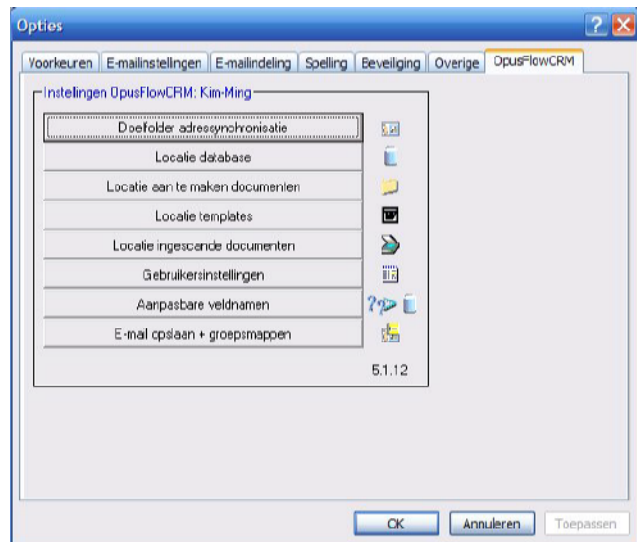 Opties
Voorkeuren E-mailinstellingen E-mailindeling Spelling Beveiliging Overige OpusFlowCRM
Instelingen OpusFlowCRM: Kim-Ming
Doelfolder adressynchronisatie
Locatie database
Locatie aan te maken documenten
Locatie templates
Locatie ingescande documenten
Gebruikersinstellingen
Aanpasbare veldnamen
E-mail opslaan + groepsmappen
5.1.12
OK Annuleren Toepassen